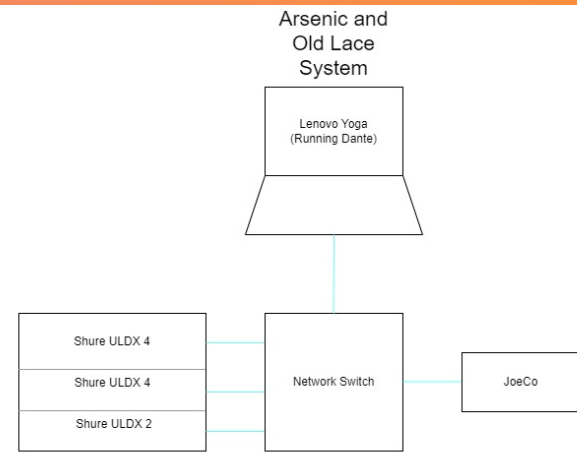 Arsenic and
Old Lace
System
Lenovo Yoga
(Running Dante)
Shure ULDX 4
Shure ULDX 4
Shure ULDX 2
Network Switch
JoeCo